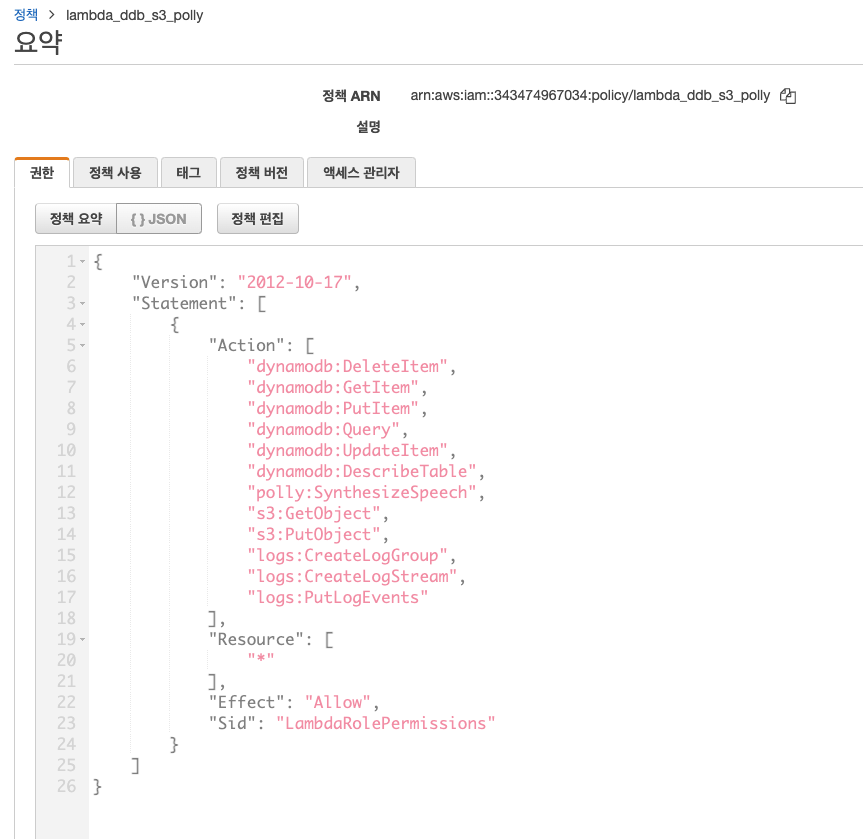 정책 > lambda_ddb_s3_polly
요약
정책 ARN arn:aws:iam::343474967034:policy/lambda_ddb_s3_polly
설명
권한 정책 사용 태그 정책 버전 액세스 관리자
정책 요약 { } JSON 정책 편집
1 {
2 "Version": "2012-10-17",
3 "Statement": [
4 {
5 "Action": [
6 "dynamodb:DeleteItem",
7 "dynamodb:GetItem",
8 "dynamodb:PutItem",
9 "dynamodb:Query",
10 "dynamodb:UpdateItem",
11 "dynamodb:DescribeTable",
12 "polly:SynthesizeSpeech",
13 "s3:GetObject",
14 "s3:PutObject",
15 "logs:CreateLogGroup",
16 "logs:CreateLogStream",
17 "logs:PutLogEvents"
18 ],
19 "Resource": [
20 "*"
21 ],
22 "Effect": "Allow",
23 "Sid": "LambdaRolePermissions"
24 }
25 ]
26 }